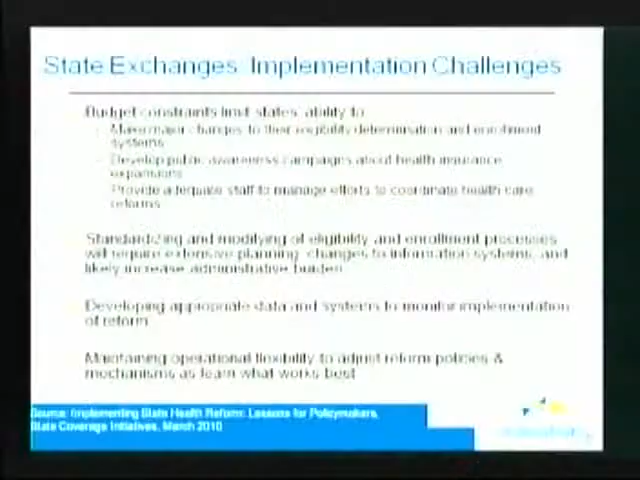 State Exchanges: Implementation Challenges
Budget constraints limit states' ability to
Make major changes to their eligibility determination and enrollment
systems
Develop public awareness campaigns about health insurance
expansions
Provide adequate staff to manage efforts to coordinate health care
reforms
Standardizing and modifying of eligibility and enrollment processes
will require extensive planning, changes to information systems, and
likely increase administrative burden
Developing appropriate data and systems to monitor implementation
of reform
Maintaining operational flexibility to adjust reform policies &
mechanisms as learn what works best
Source: Implementing State Health Reform: Lessons for Policymakers,
State Coverage Initiatives, March 2010